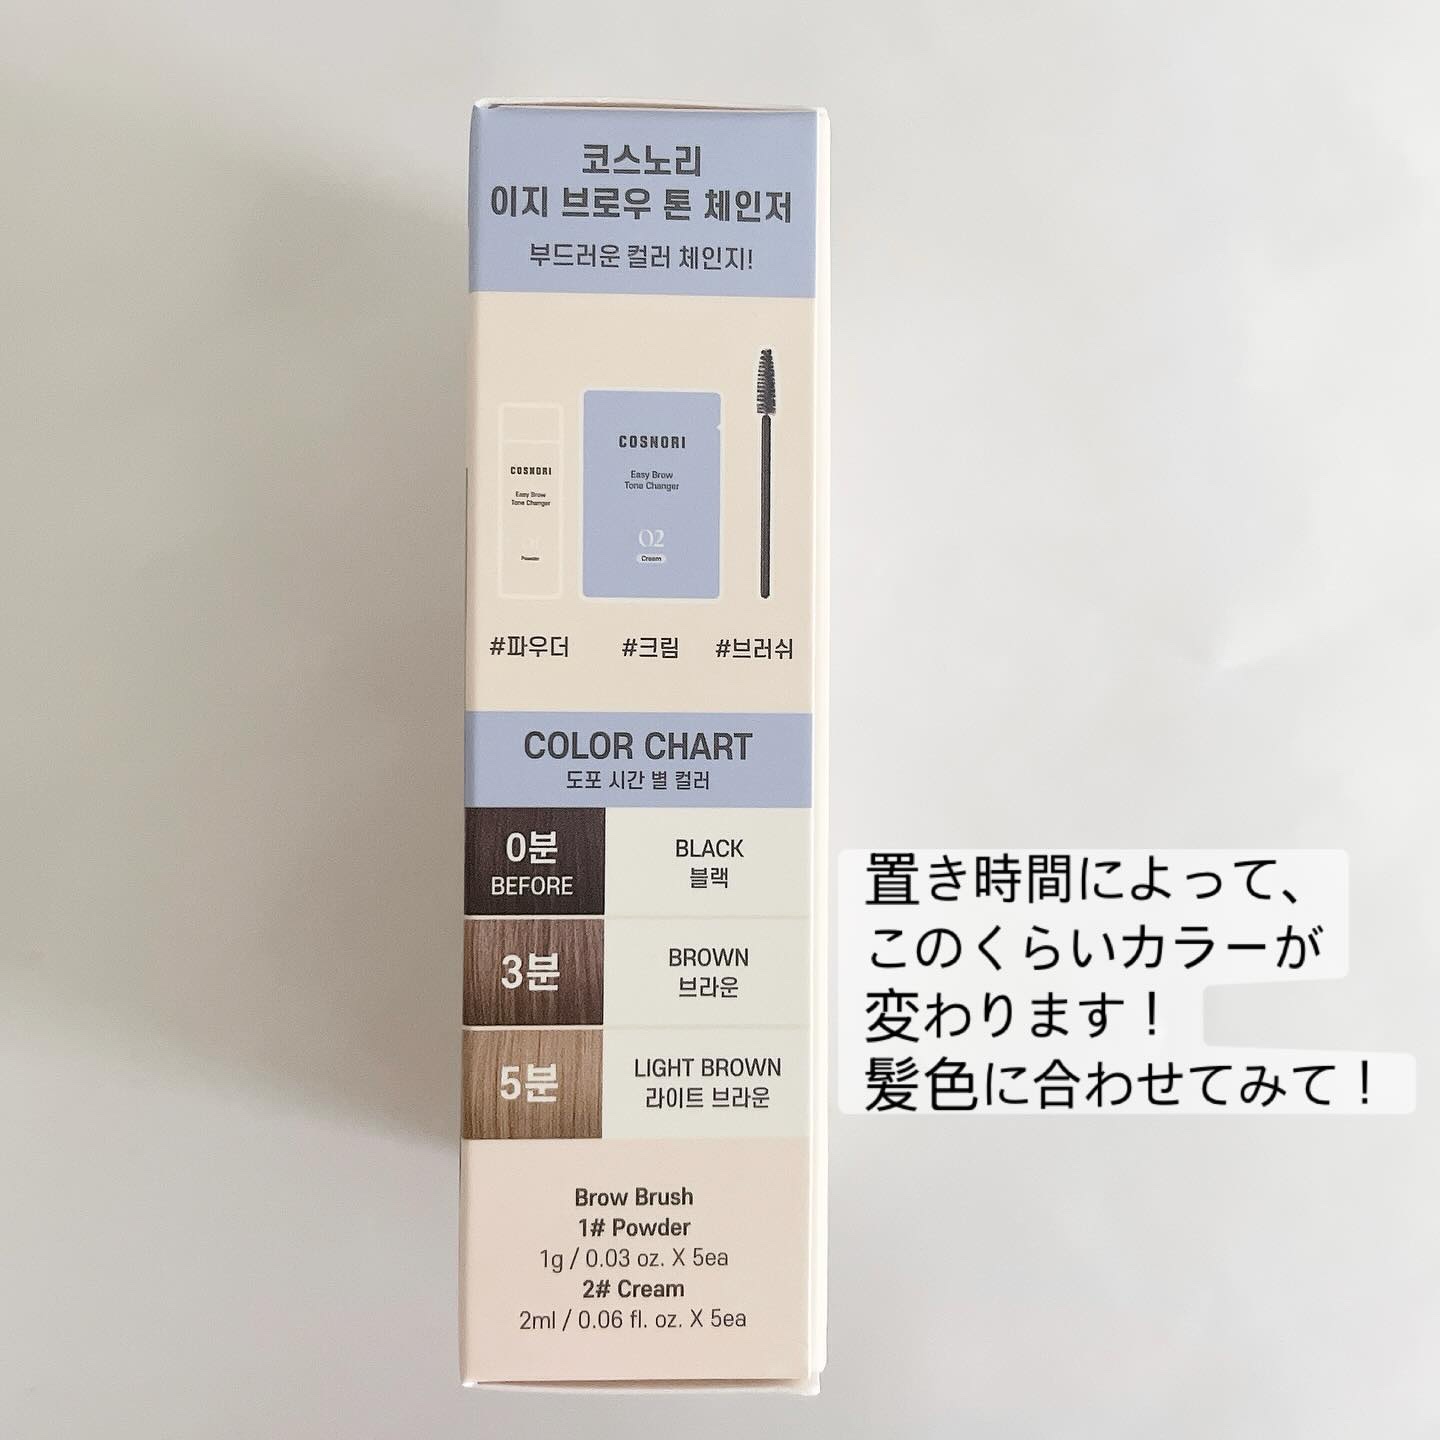 코스노리
이지 브로우 톤 체인저
부드러운 컬러 체인지!
COSNORI
Easy Brow
Tone Changer
Powder
COSNORI
Easy Brow
Tone Changer
02
Cream
#파우더
#크림
#브러쉬
COLOR CHART
도포 시간 별 컬러
0분
BEFORE
BLACK
블랙
3분
BROWN
브라운
5분
LIGHT BROWN
라이트 브라운
Brow Brush
1# Powder
1g / 0.03 oz. X 5ea
2# Cream
2ml / 0.06 fl. oz. X 5ea
置き時間によって、
このくらいカラーが
変わります！
髪色に合わせてみて！